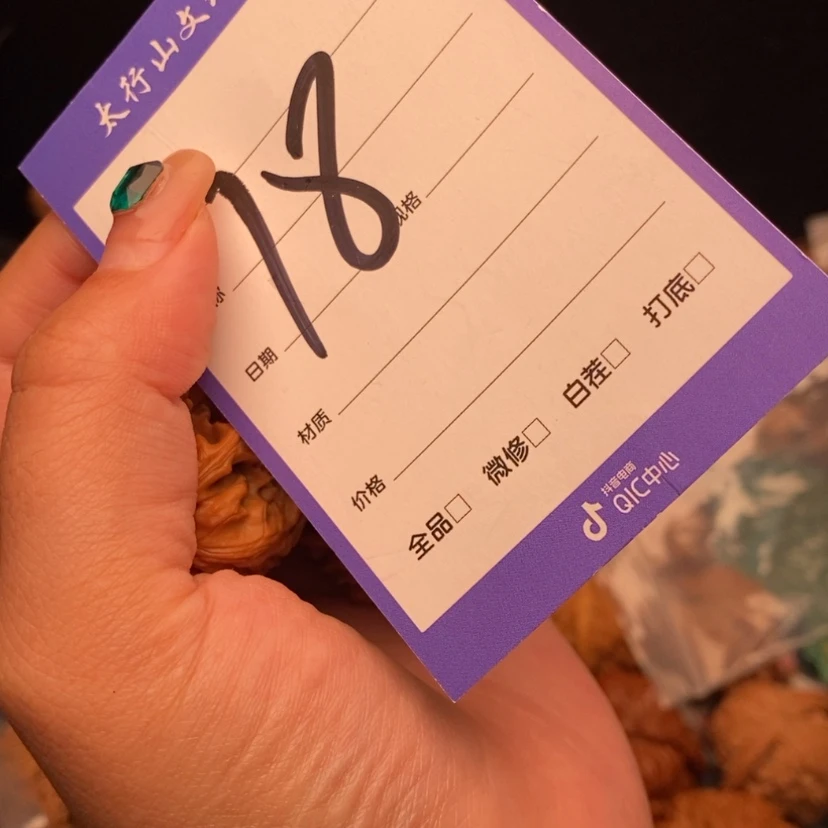 太行山文
78
规格
日期
材质
价格
全品□ 微修□ 白茬□ 打底□
抖音电商
QIC中心